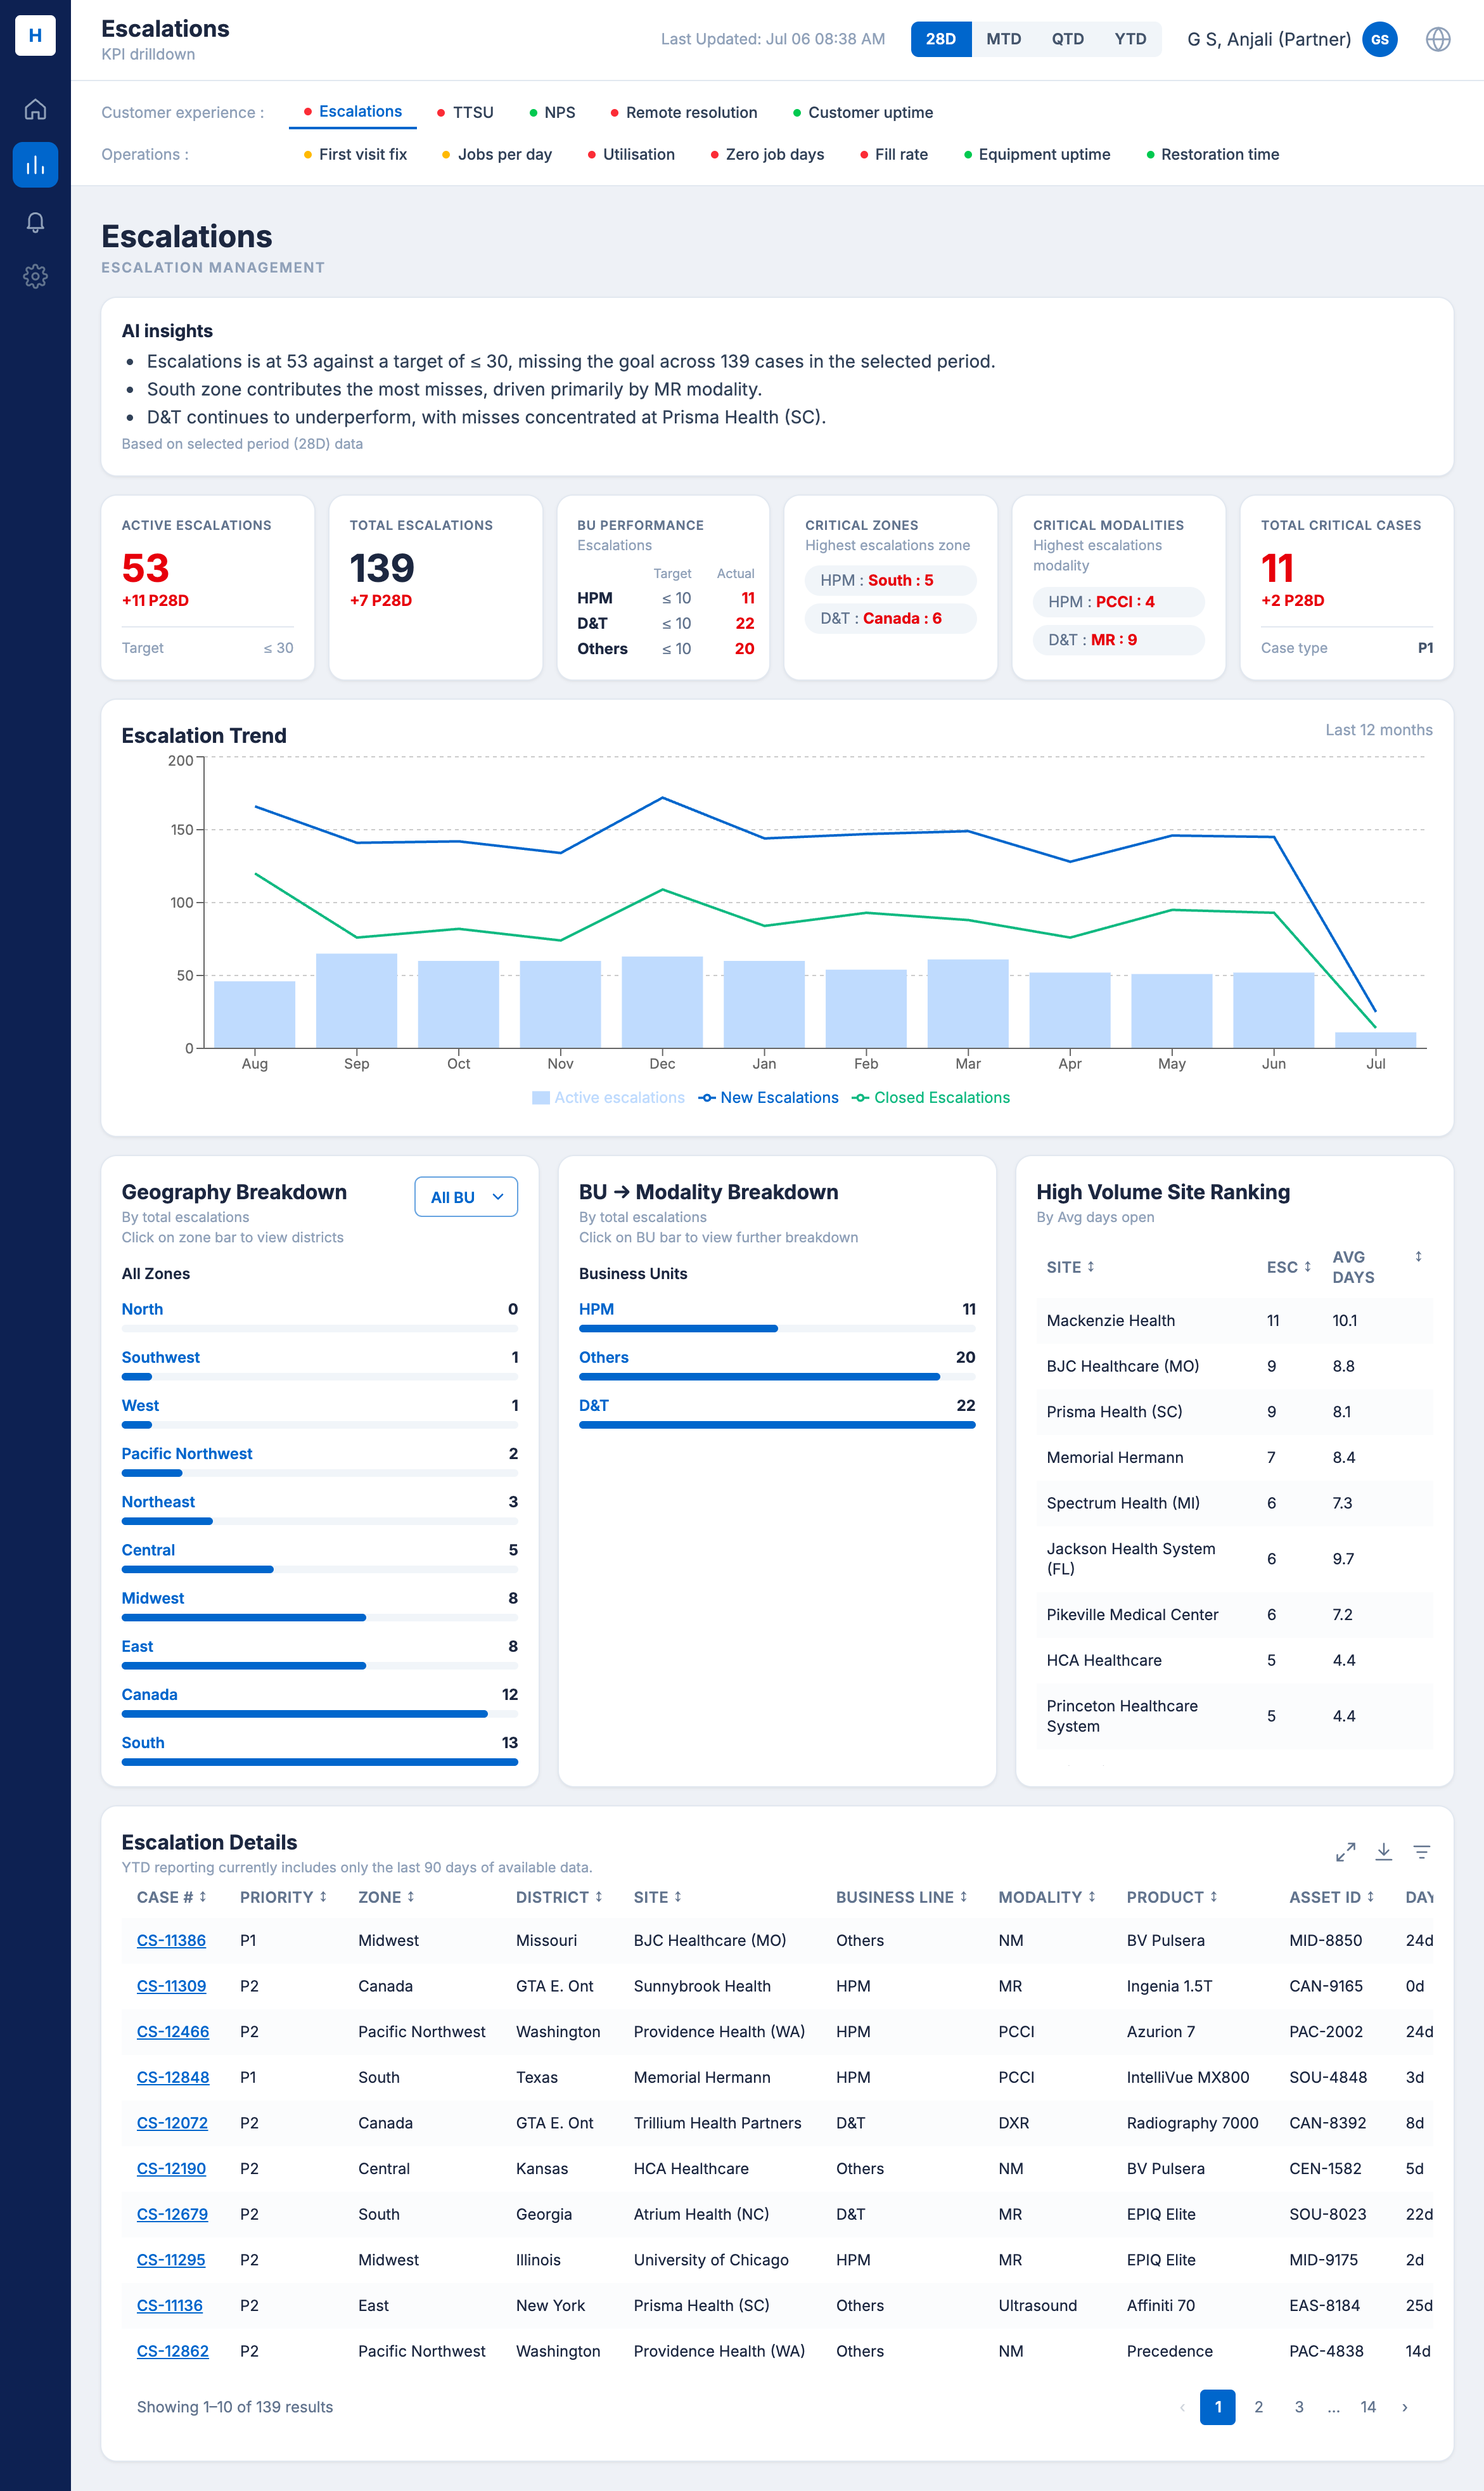 H
Escalations
KPI drilldown
Last Updated: Jul 06 08:38 AM
28D MTD QTD YTD
G S, Anjali (Partner) GS
Customer experience : Escalations TTSU NPS Remote resolution Customer uptime
Operations : First visit fix Jobs per day Utilisation Zero job days Fill rate Equipment uptime Restoration time
Escalations
ESCALATION MANAGEMENT
AI insights
• Escalations is at 53 against a target of ≤ 30, missing the goal across 139 cases in the selected period.
• South zone contributes the most misses, driven primarily by MR modality.
• D&T continues to underperform, with misses concentrated at Prisma Health (SC).
Based on selected period (28D) data
ACTIVE ESCALATIONS
53
+11 P28D
Target ≤ 30
TOTAL ESCALATIONS
139
+7 P28D
BU PERFORMANCE
Escalations
Target Actual
HPM ≤ 10 11
D&T ≤ 10 22
Others ≤ 10 20
CRITICAL ZONES
Highest escalations zone
HPM : South : 5
D&T : Canada : 6
CRITICAL MODALITIES
Highest escalations
modality
HPM : PCCI : 4
D&T : MR : 9
TOTAL CRITICAL CASES
11
+2 P28D
Case type P1
Escalation Trend
Last 12 months
200
150
100
50
0
Aug Sep Oct Nov Dec Jan Feb Mar Apr May Jun Jul
Active escalations New Escalations Closed Escalations
Geography Breakdown
All BU
By total escalations
Click on zone bar to view districts
All Zones
North 0
Southwest 1
West 1
Pacific Northwest 2
Northeast 3
Central 5
Midwest 8
East 8
Canada 12
South 13
BU → Modality Breakdown
By total escalations
Click on BU bar to view further breakdown
Business Units
HPM 11
Others 20
D&T 22
High Volume Site Ranking
By Avg days open
SITE ↕ ESC ↕ AVG ↕
DAYS
Mackenzie Health 11 10.1
BJC Healthcare (MO) 9 8.8
Prisma Health (SC) 9 8.1
Memorial Hermann 7 8.4
Spectrum Health (MI) 6 7.3
Jackson Health System
(FL) 6 9.7
Pikeville Medical Center 6 7.2
HCA Healthcare 5 4.4
Princeton Healthcare
System 5 4.4
Escalation Details
YTD reporting currently includes only the last 90 days of available data.
CASE # ↕ PRIORITY ↕ ZONE ↕ DISTRICT ↕ SITE ↕ BUSINESS LINE ↕ MODALITY ↕ PRODUCT ↕ ASSET ID ↕ DAY
CS-11386 P1 Midwest Missouri BJC Healthcare (MO) Others NM BV Pulsera MID-8850 24d
CS-11309 P2 Canada GTA E. Ont Sunnybrook Health HPM MR Ingenia 1.5T CAN-9165 0d
CS-12466 P2 Pacific Northwest Washington Providence Health (WA) HPM PCCI Azurion 7 PAC-2002 24d
CS-12848 P1 South Texas Memorial Hermann HPM PCCI IntelliVue MX800 SOU-4848 3d
CS-12072 P2 Canada GTA E. Ont Trillium Health Partners D&T DXR Radiography 7000 CAN-8392 8d
CS-12190 P2 Central Kansas HCA Healthcare Others NM BV Pulsera CEN-1582 5d
CS-12679 P2 South Georgia Atrium Health (NC) D&T MR EPIQ Elite SOU-8023 22d
CS-11295 P2 Midwest Illinois University of Chicago HPM MR EPIQ Elite MID-9175 2d
CS-11136 P2 East New York Prisma Health (SC) Others Ultrasound Affiniti 70 EAS-8184 25d
CS-12862 P2 Pacific Northwest Washington Providence Health (WA) Others NM Precedence PAC-4838 14d
Showing 1–10 of 139 results
‹ 1 2 3 ... 14 ›